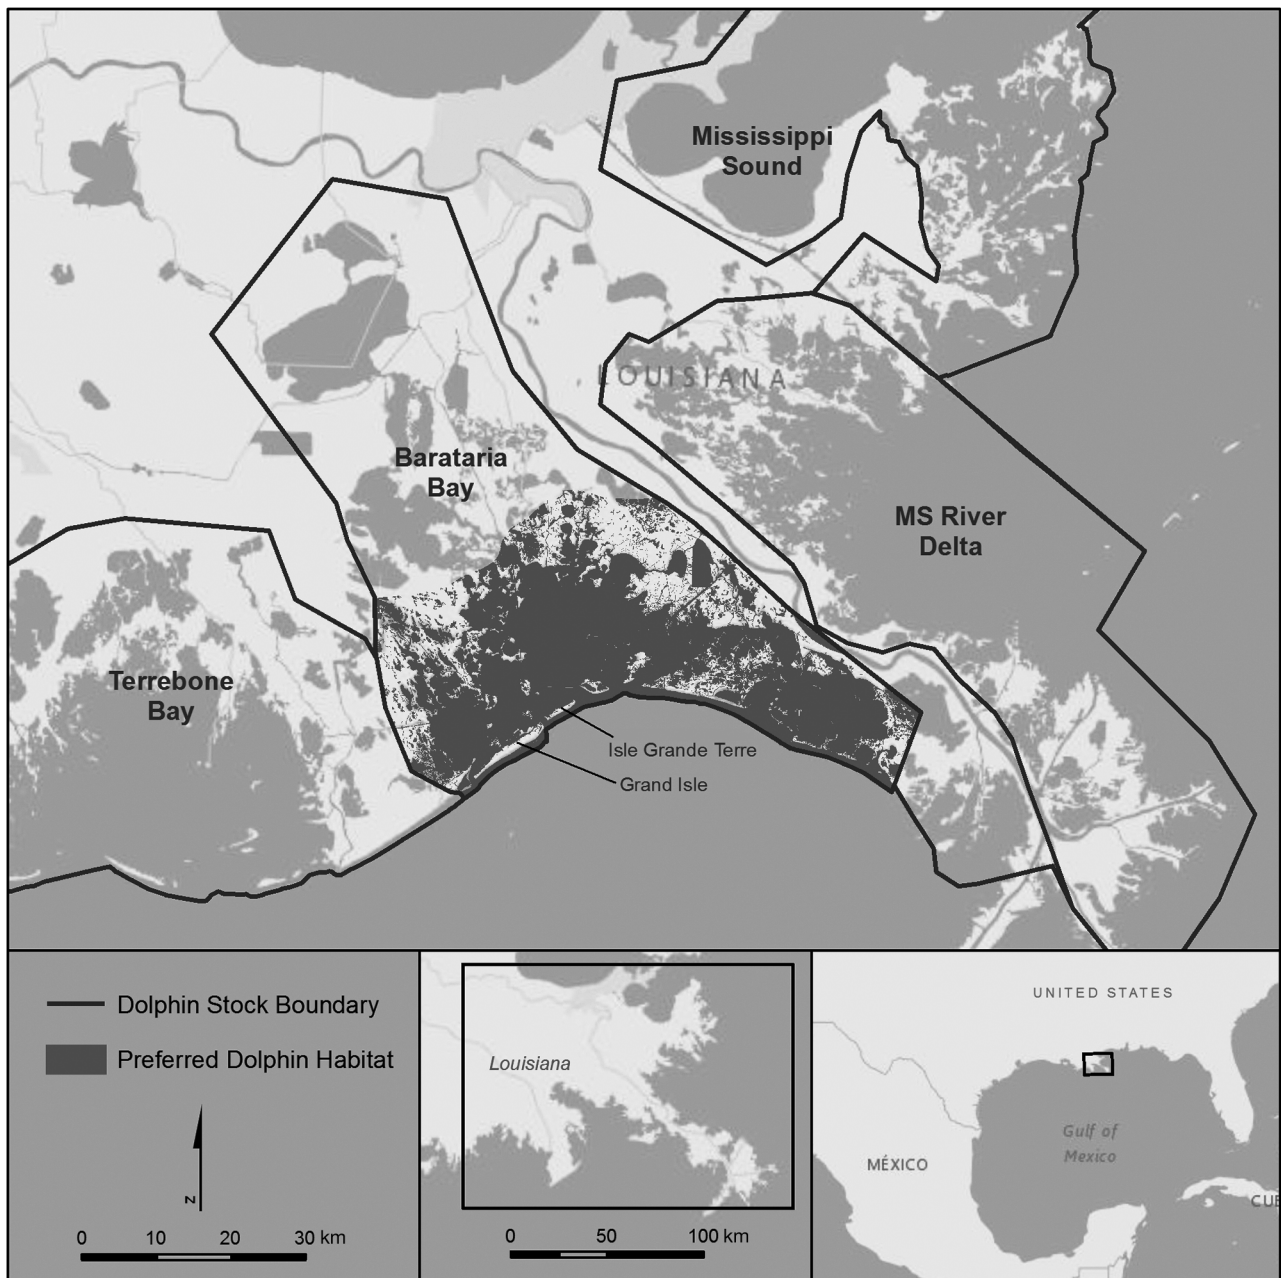 Mississippi
Sound
LOUISIANA
Barataria
Bay
MS River
Delta
Terrebone
Bay
Isle Grande Terre
Grand Isle
Dolphin Stock Boundary
Preferred Dolphin Habitat
N
0 10 20 30 km
Louisiana
0 50 100 km
UNITED STATES
Gulf of
Mexico
MÉXICO
CUB